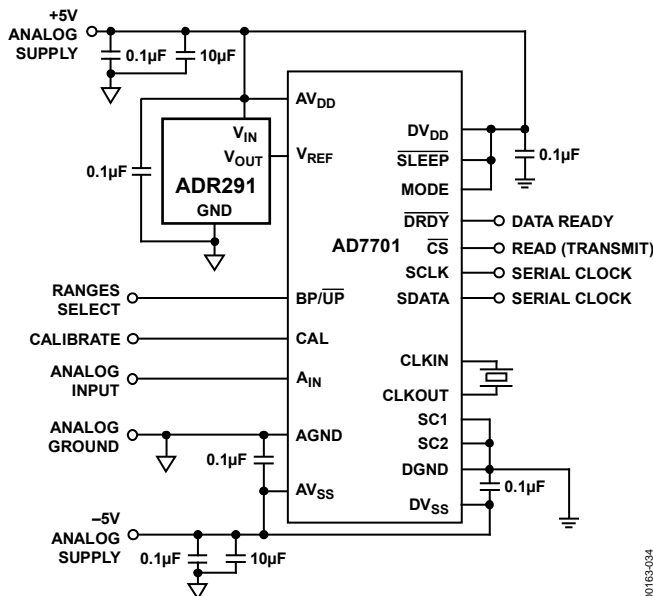 +5V
ANALOG
SUPPLY
0.1µF
10µF
AVDD
VIN
VOUT
VREF
0.1µF
ADR291
GND
DVDD
SLEEP
MODE
0.1µF
DRDY
DATA READY
AD7701
CS
READ (TRANSMIT)
SCLK
SERIAL CLOCK
SDATA
SERIAL CLOCK
RANGES
SELECT
BP/UP
CALIBRATE
CAL
ANALOG
INPUT
AIN
CLKIN
CLKOUT
ANALOG
GROUND
AGND
SC1
SC2
DGND
0.1µF
AVSS
0.1µF
DVSS
–5V
ANALOG
SUPPLY
0.1µF
10µF
00163-034